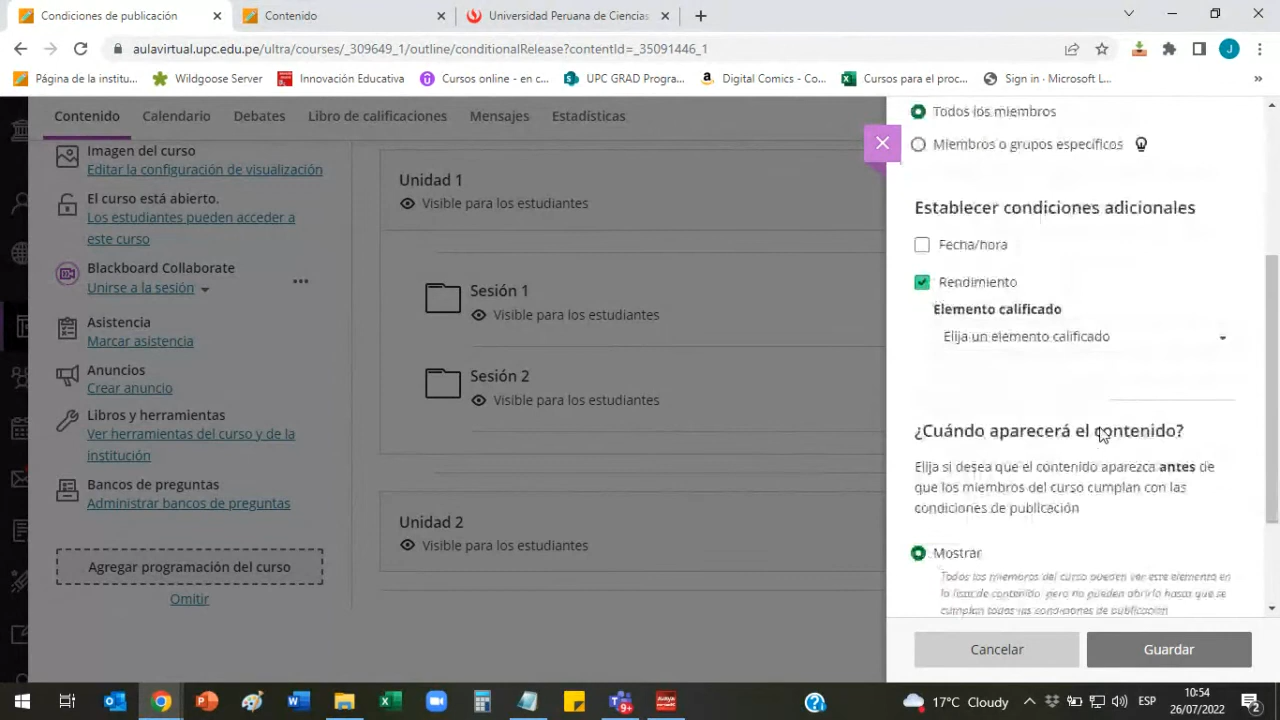 Condiciones de publicación
Contenido
Universidad Peruana de Ciencias
aulavirtual.upc.edu.pe/ultra/courses/_309649_1/outline/conditionalRelease?contentId=_35091446_1
J
Página de la institu...
Wildgoose Server
Innovación Educativa
Cursos online - en c...
UPC GRAD Progra...
Digital Comics - Co...
Cursos para el proc...
Sign in - Microsoft L...
»
Contenido
Calendario
Debates
Libro de calificaciones
Mensajes
Estadísticas
Imagen del curso
Editar la configuración de visualización
El curso está abierto.
Los estudiantes pueden acceder a
este curso
Blackboard Collaborate
Unirse a la sesión
Asistencia
Marcar asistencia
Anuncios
Crear anuncio
Libros y herramientas
Ver herramientas del curso y de la
institución
Bancos de preguntas
Administrar bancos de preguntas
Agregar programación del curso
Omitir
Unidad 1
Visible para los estudiantes
Sesión 1
Visible para los estudiantes
Sesión 2
Visible para los estudiantes
Unidad 2
Visible para los estudiantes
Todos los miembros
Miembros o grupos específicos
Establecer condiciones adicionales
Fecha/hora
Rendimiento
Elemento calificado
Elija un elemento calificado
¿Cuándo aparecerá el contenido?
Elija si desea que el contenido aparezca antes de
que los miembros del curso cumplan con las
condiciones de publicación
Mostrar
Todos los miembros del curso pueden ver este elemento en
la lista de contenido, pero no pueden abrirlo hasta que se
cumplan todas las condiciones de publicación
Cancelar
Guardar
17°C Cloudy
ESP
10:54
26/07/2022